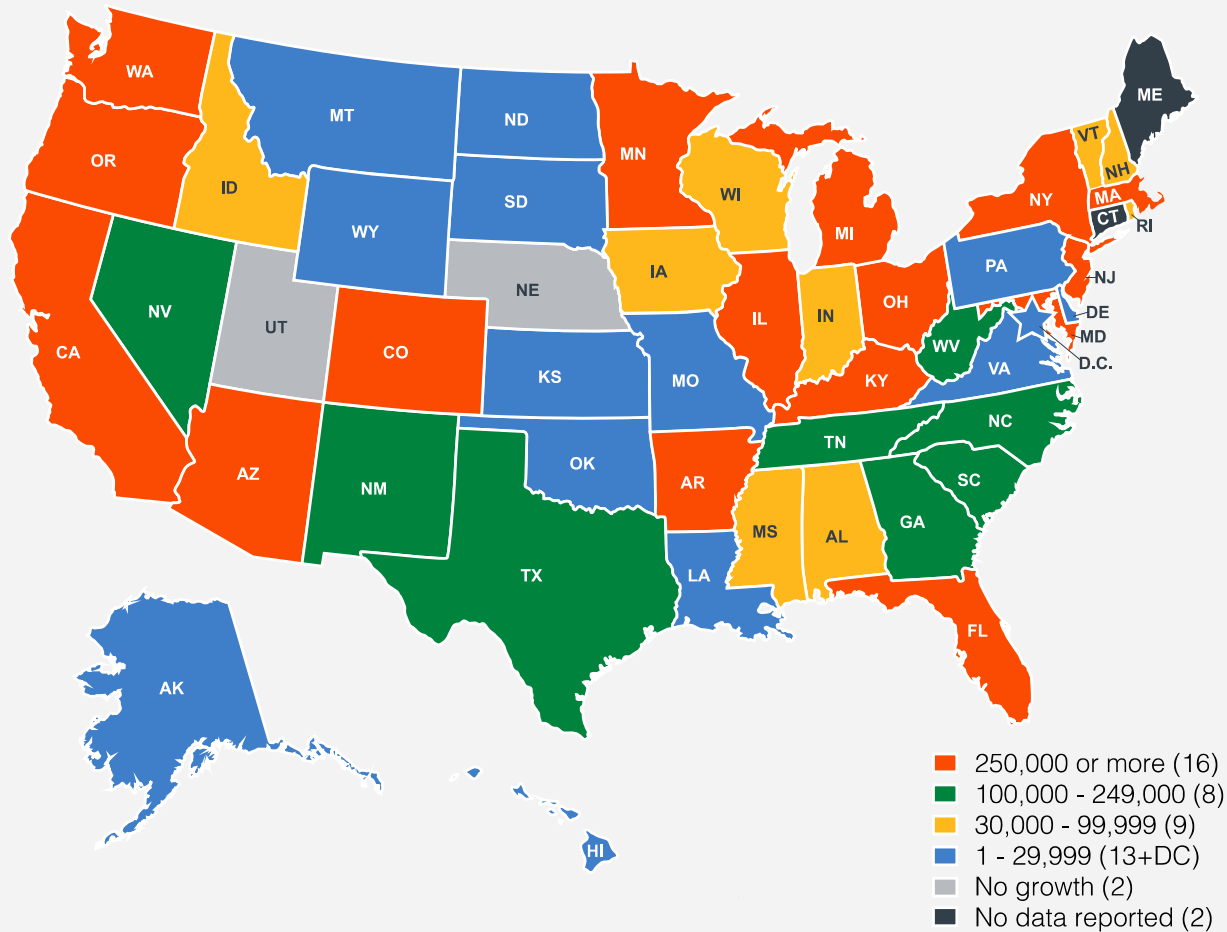 WA
MT
ND
MN
ME
VT
NH
OR
ID
SD
WI
NY
MA
CT
RI
WY
MI
IA
PA
NE
NJ
NV
UT
OH
IN
IL
DE
CA
CO
WV
MD
KS
MO
KY
VA
D.C.
TN
NC
AZ
NM
OK
AR
SC
MS
AL
GA
TX
LA
FL
AK
HI
250,000 or more (16)
100,000 - 249,000 (8)
30,000 - 99,999 (9)
1 - 29,999 (13+DC)
No growth (2)
No data reported (2)